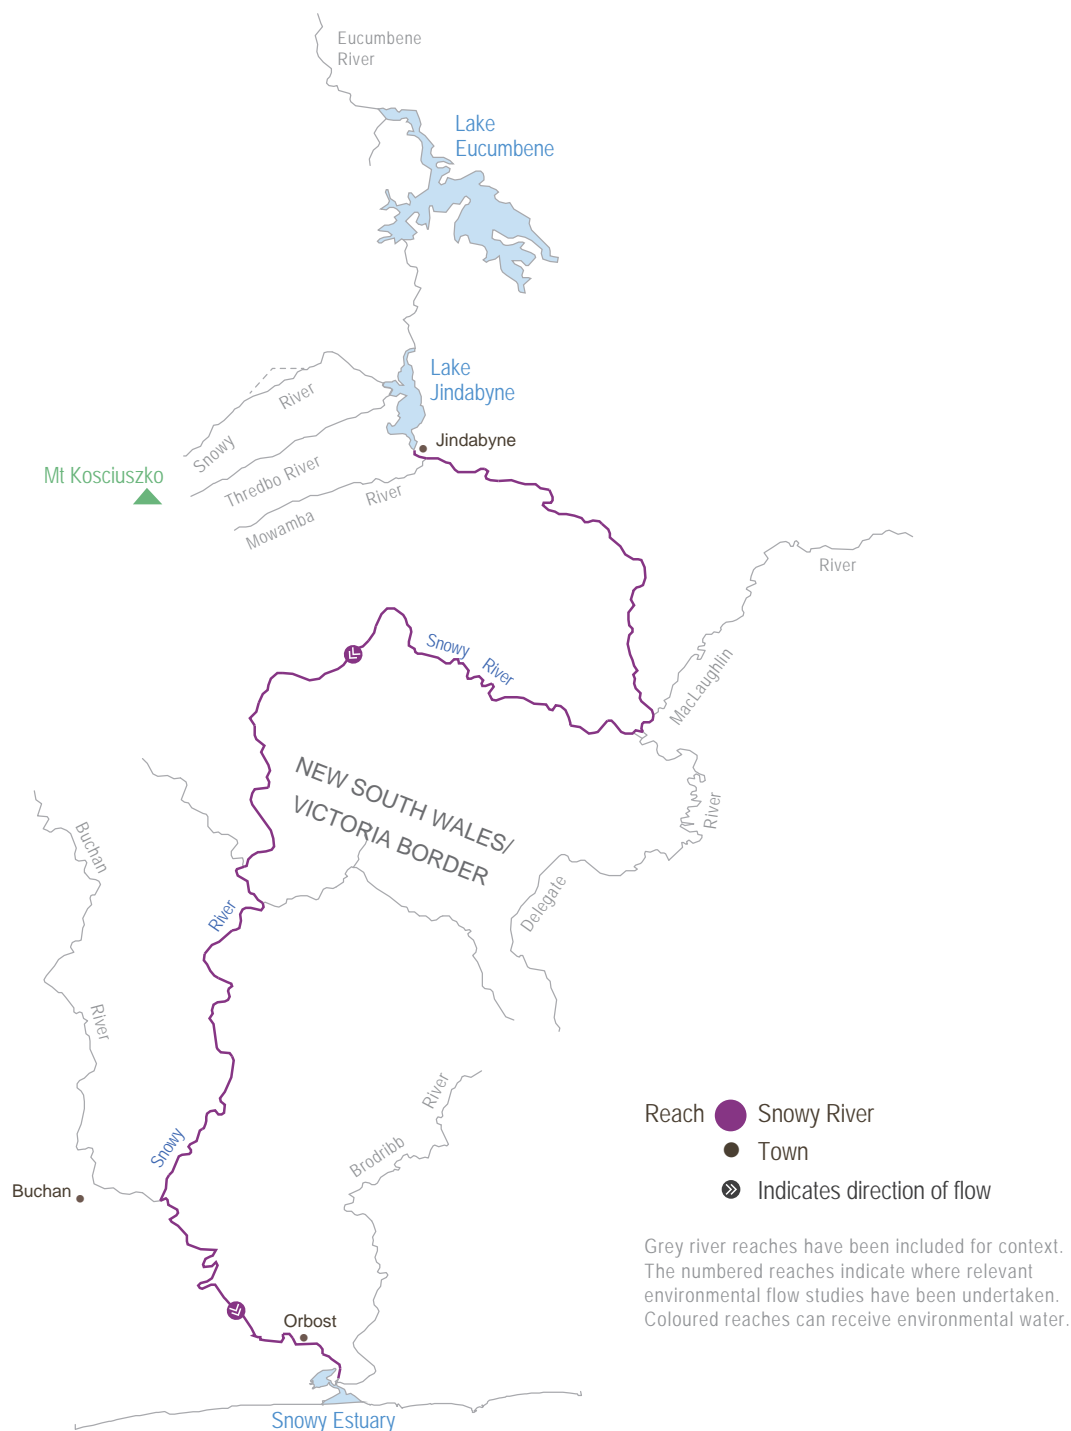 Eucumbene
River
Lake
Eucumbene
Lake
Jindabyne
Jindabyne
Snowy
River
Thredbo River
Mowamba
River
Mt Kosciuszko
River
MacLaughlin
Snowy River
NEW SOUTH WALES/
VICTORIA BORDER
River
Delegate
Buchan
River
River
Snowy
Buchan
Brodribb
River
Orbost
Snowy Estuary
Reach Snowy River
Town
Indicates direction of flow
Grey river reaches have been included for context.
The numbered reaches indicate where relevant
environmental flow studies have been undertaken.
Coloured reaches can receive environmental water.